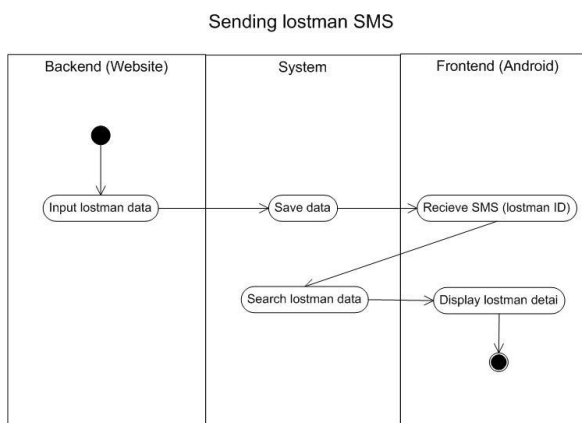 Sending lostman SMS
Backend (Website)
System
Frontend (Android)
Input lostman data
Save data
Recieve SMS (lostman ID)
Search lostman data
Display lostman detai